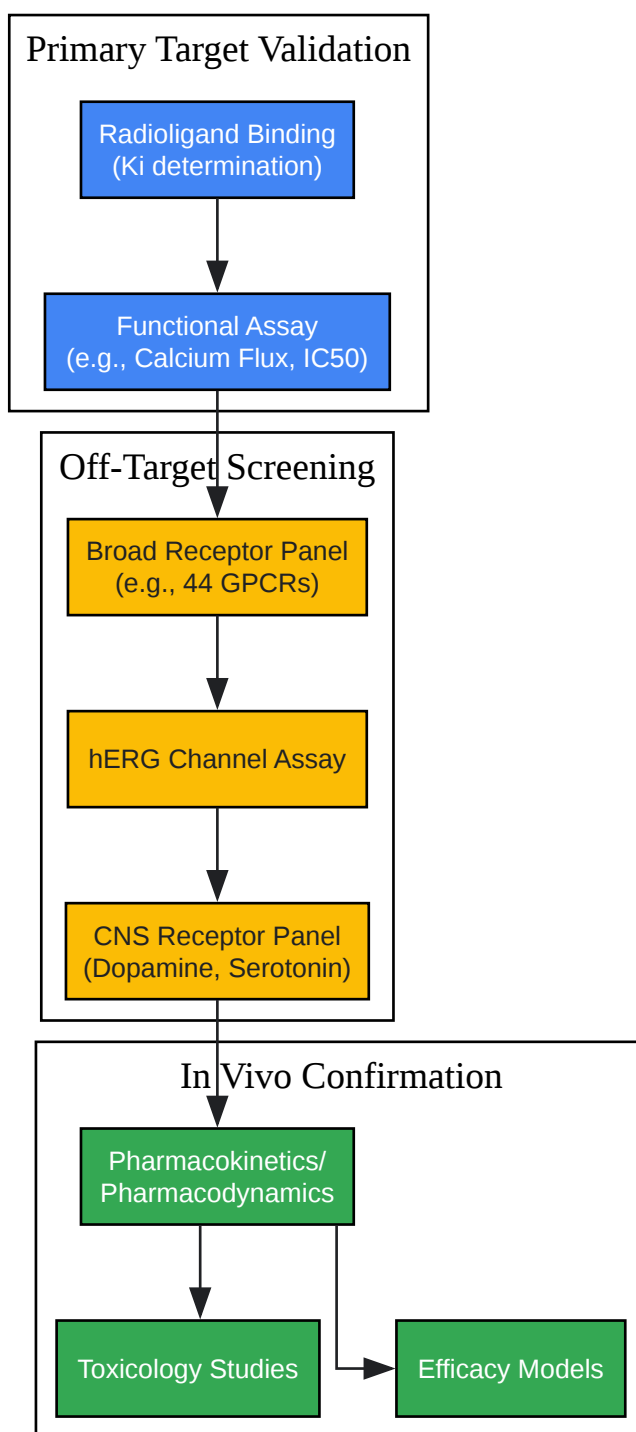 Primary Target Validation
Radioligand Binding
(Ki determination)
Functional Assay
(e.g., Calcium Flux, IC50)
Off-Target Screening
Broad Receptor Panel
(e.g., 44 GPCRs)
hERG Channel Assay
CNS Receptor Panel
(Dopamine, Serotonin)
In Vivo Confirmation
Pharmacokinetics/
Pharmacodynamics
Toxicology Studies
Efficacy Models